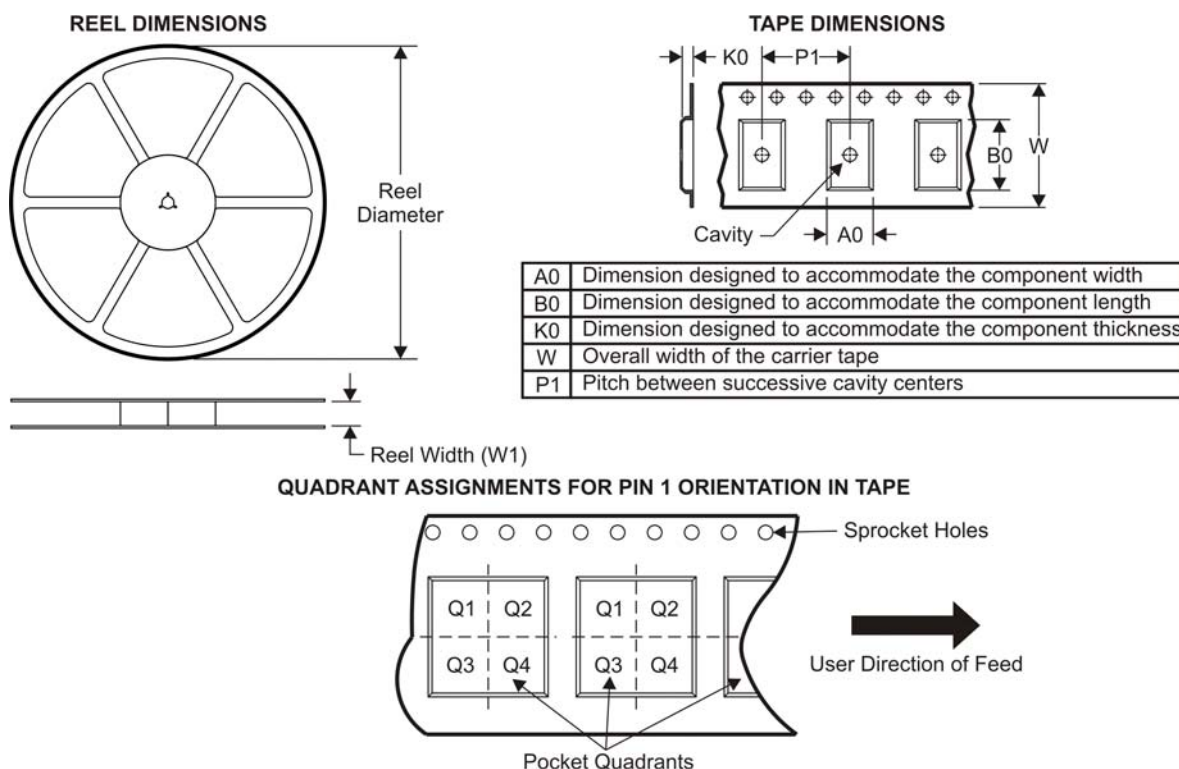 REEL DIMENSIONS
Reel
Diameter
Reel Width (W1)
TAPE DIMENSIONS
K0
P1
B0
W
Cavity
A0
A0 Dimension designed to accommodate the component width
B0 Dimension designed to accommodate the component length
K0 Dimension designed to accommodate the component thickness
W Overall width of the carrier tape
P1 Pitch between successive cavity centers
QUADRANT ASSIGNMENTS FOR PIN 1 ORIENTATION IN TAPE
Sprocket Holes
Q1 Q2 Q1 Q2
Q3 Q4 Q3 Q4
User Direction of Feed
Pocket Quadrants